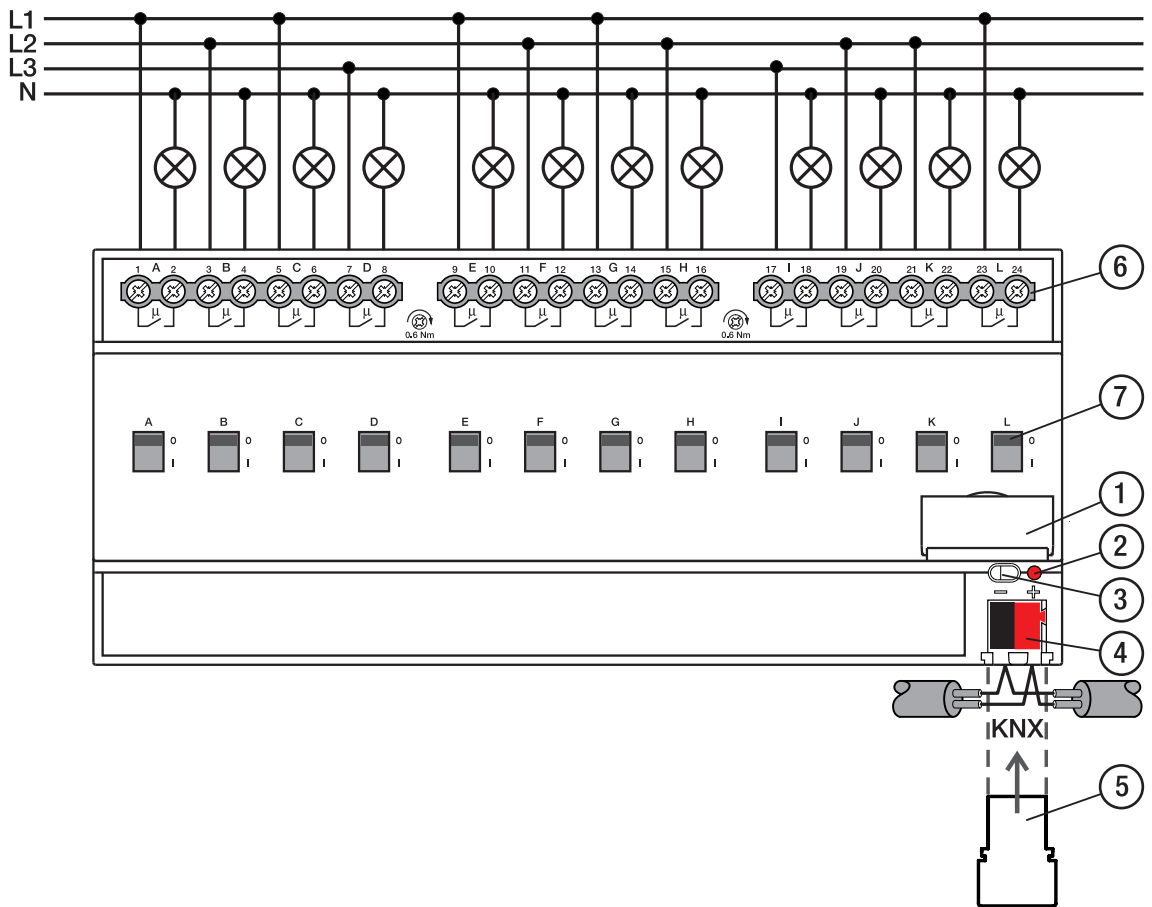 L1
L2
L3
N
1 A 2 3 B 4 5 C 6 7 D 8 9 E 10 11 F 12 13 G 14 15 H 16 17 I 18 19 J 20 21 K 22 23 L 24
6
µ µ µ µ µ µ µ µ µ µ µ µ
0.6 Nm 0.6 Nm
7
A B C D E F G H I J K L
0 0 0 0 0 0 0 0 0 0 0 0
I I I I I I I I I I I I
1
2
3
− +
4
KNX
5